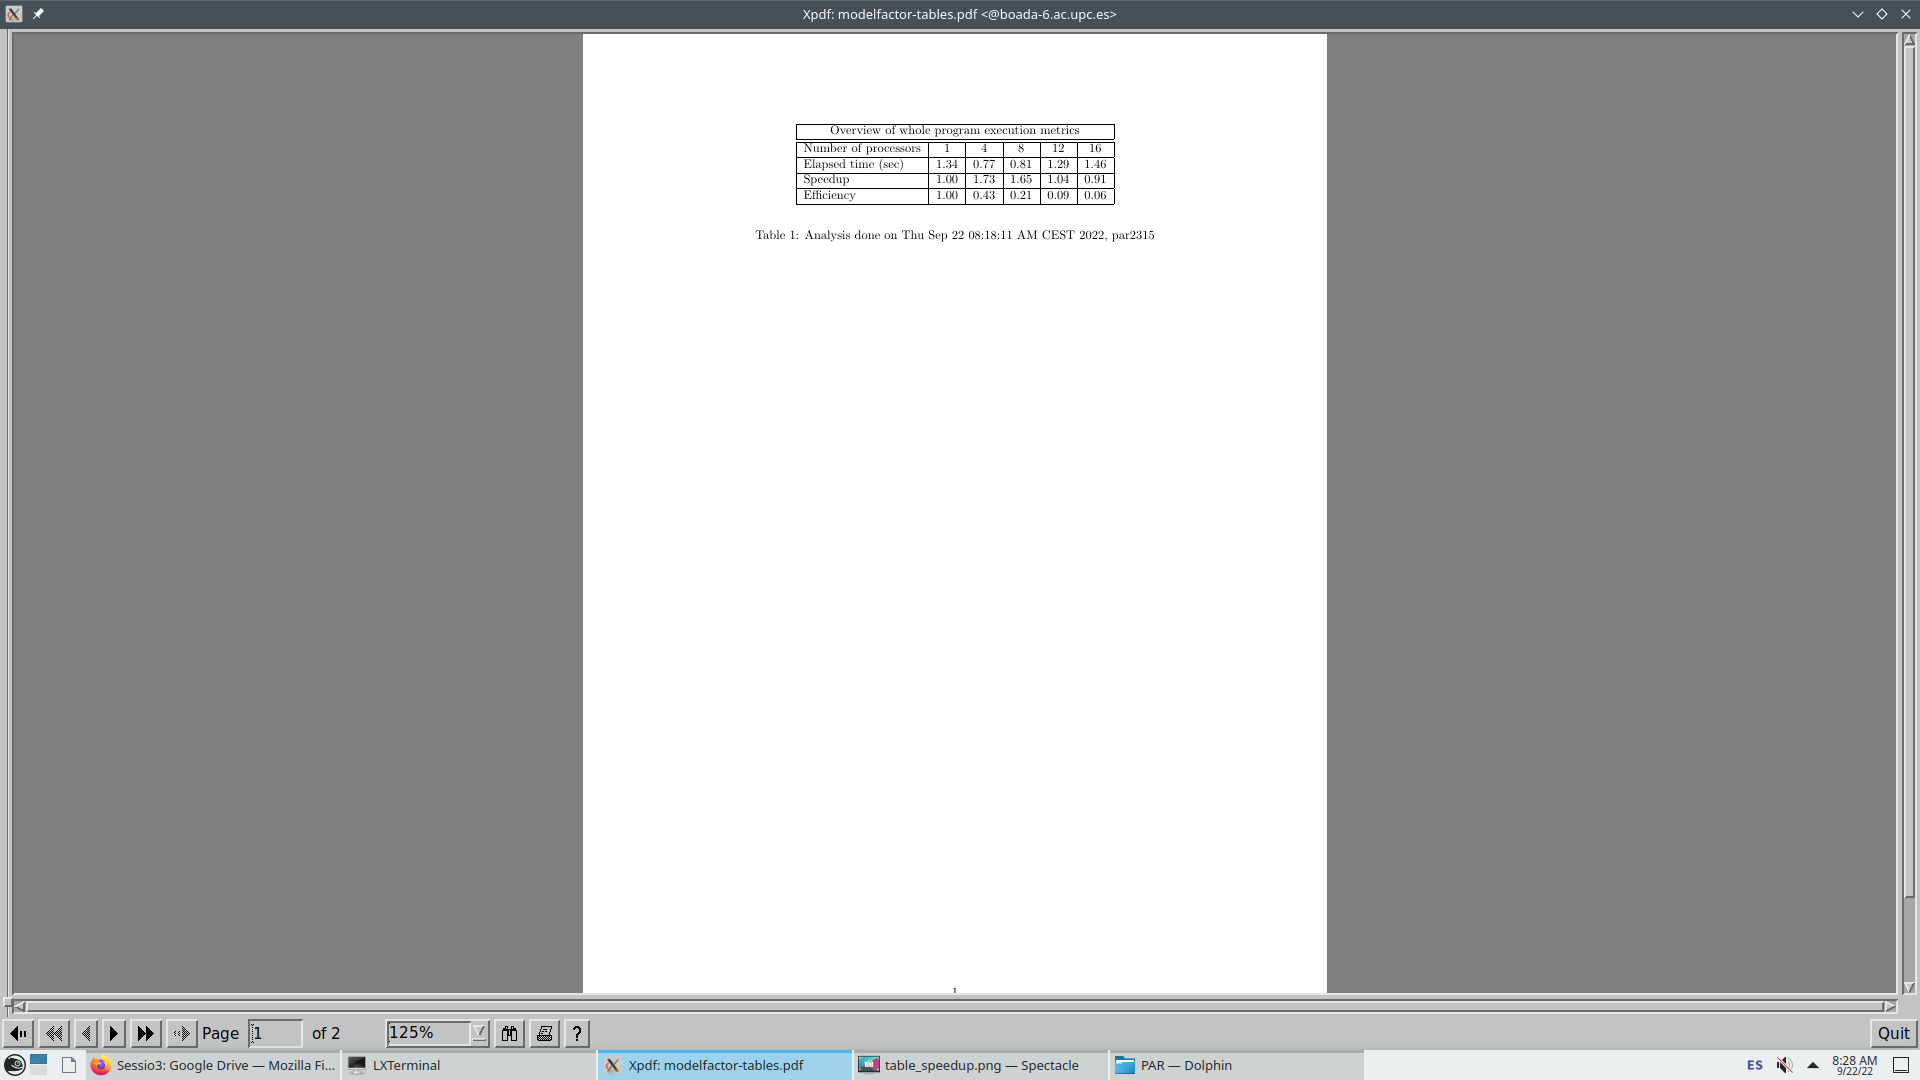 Xpdf: modelfactor-tables.pdf <@boada-6.ac.upc.es>
Overview of whole program execution metrics
Number of processors 1 4 8 12 16
Elapsed time (sec) 1.34 0.77 0.81 1.29 1.46
Speedup 1.00 1.73 1.65 1.04 0.91
Efficiency 1.00 0.43 0.21 0.09 0.06
Table 1: Analysis done on Thu Sep 22 08:18:11 AM CEST 2022, par2315
1
Page 1 of 2 125% ? Quit
Sessio3: Google Drive — Mozilla Fi... LXTerminal Xpdf: modelfactor-tables.pdf table_speedup.png — Spectacle PAR — Dolphin ES 8:28 AM
9/22/22